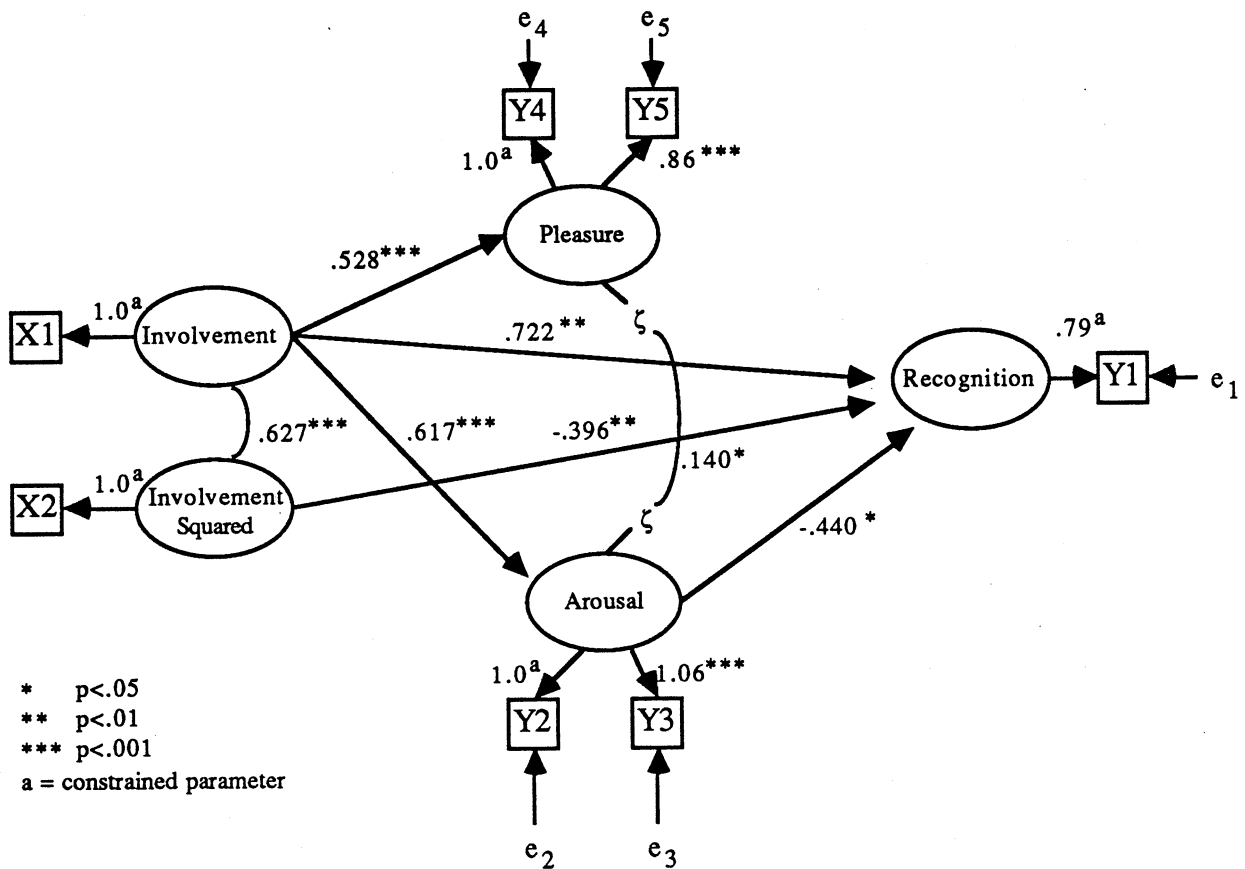 e4
e5
Y4
Y5
1.0a
.86***
Pleasure
.528***
ζ
X1
1.0a
Involvement
.722**
Recognition
.79a
Y1
e1
.627***
.617***
-.396**
.140*
X2
1.0a
Involvement
Squared
ζ
-.440 *
Arousal
1.0a
1.06***
Y2
Y3
* p<.05
** p<.01
*** p<.001
a = constrained parameter
e2
e3